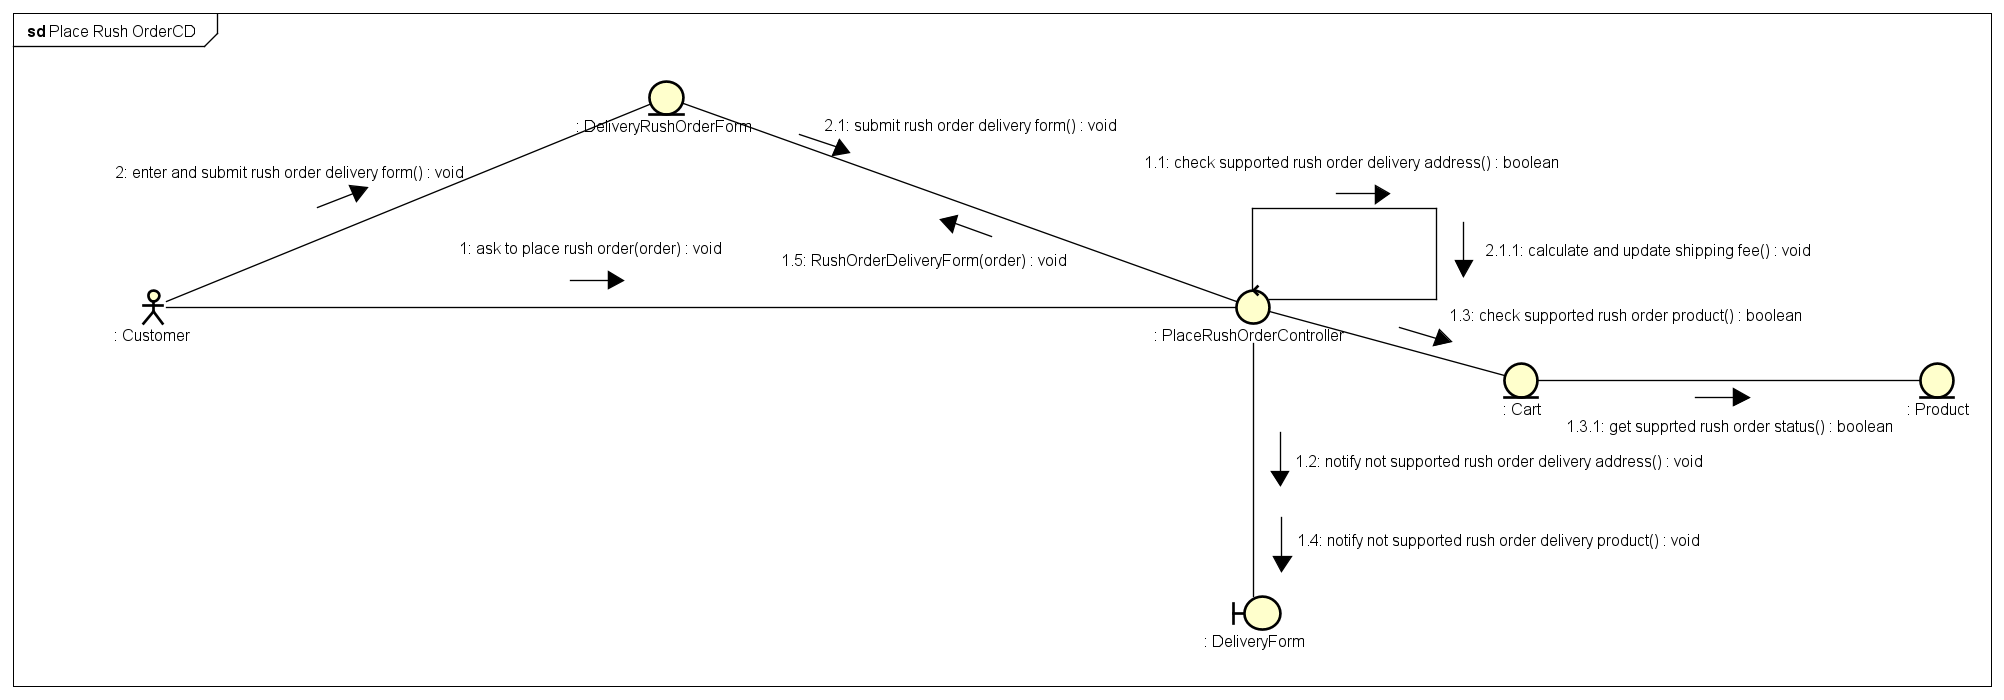 sd Place Rush OrderCD
: DeliveryRushOrderForm
2.1: submit rush order delivery form() : void
1.1: check supported rush order delivery address() : boolean
2: enter and submit rush order delivery form() : void
1: ask to place rush order(order) : void
1.5: RushOrderDeliveryForm(order) : void
2.1.1: calculate and update shipping fee() : void
1.3: check supported rush order product() : boolean
: Customer
: PlaceRushOrderController
: Cart
: Product
1.3.1: get supprted rush order status() : boolean
1.2: notify not supported rush order delivery address() : void
1.4: notify not supported rush order delivery product() : void
: DeliveryForm